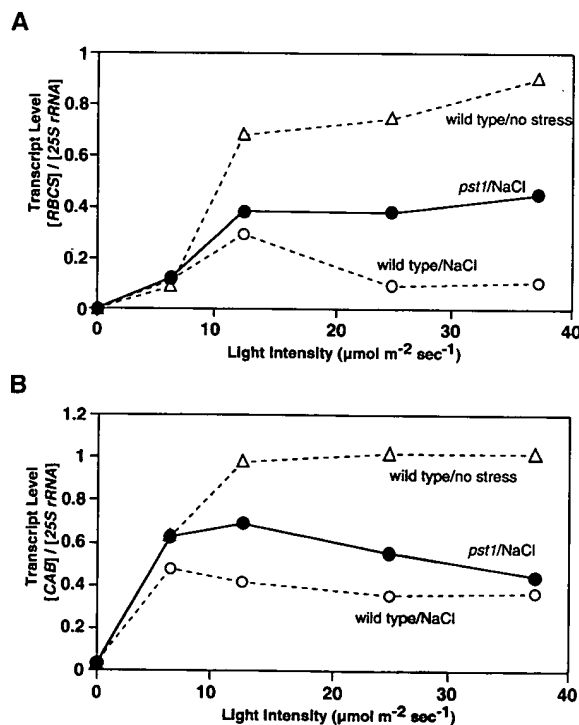 A
Transcript Level
[RBCS] / [25S rRNA]
1
0.8
0.6
0.4
0.2
0
wild type/no stress
pst1/NaCl
wild type/NaCl
0
10
20
30
40
Light Intensity (μmol m⁻² sec⁻¹)
B
Transcript Level
[CAB] / [25S rRNA]
1.2
1
0.8
0.6
0.4
0.2
0
wild type/no stress
pst1/NaCl
wild type/NaCl
0
10
20
30
40
Light Intensity (μmol m⁻² sec⁻¹)